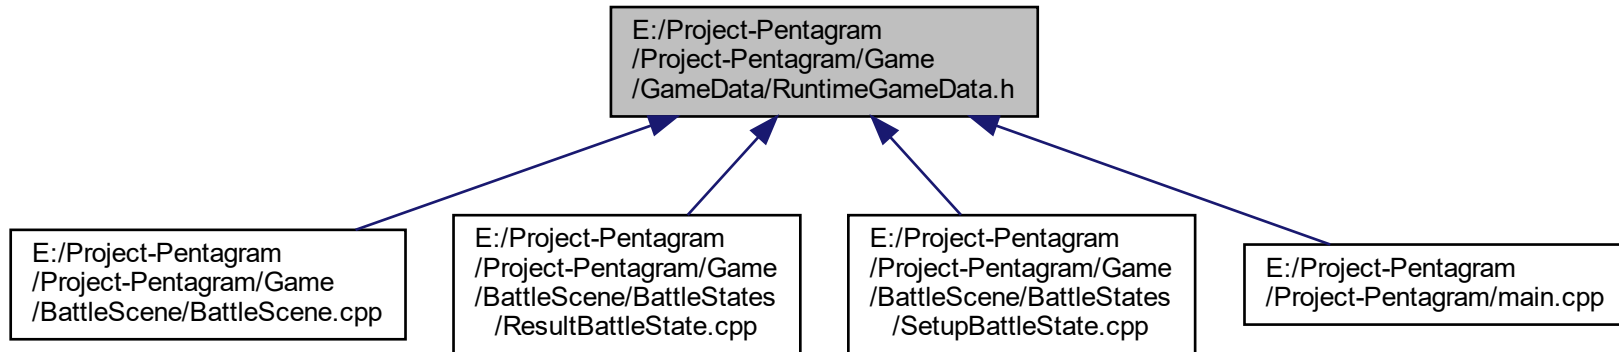 E:/Project-Pentagram
/Project-Pentagram/Game
/GameData/RuntimeGameData.h
E:/Project-Pentagram
/Project-Pentagram/Game
/BattleScene/BattleScene.cpp
E:/Project-Pentagram
/Project-Pentagram/Game
/BattleScene/BattleStates
/ResultBattleState.cpp
E:/Project-Pentagram
/Project-Pentagram/Game
/BattleScene/BattleStates
/SetupBattleState.cpp
E:/Project-Pentagram
/Project-Pentagram/main.cpp